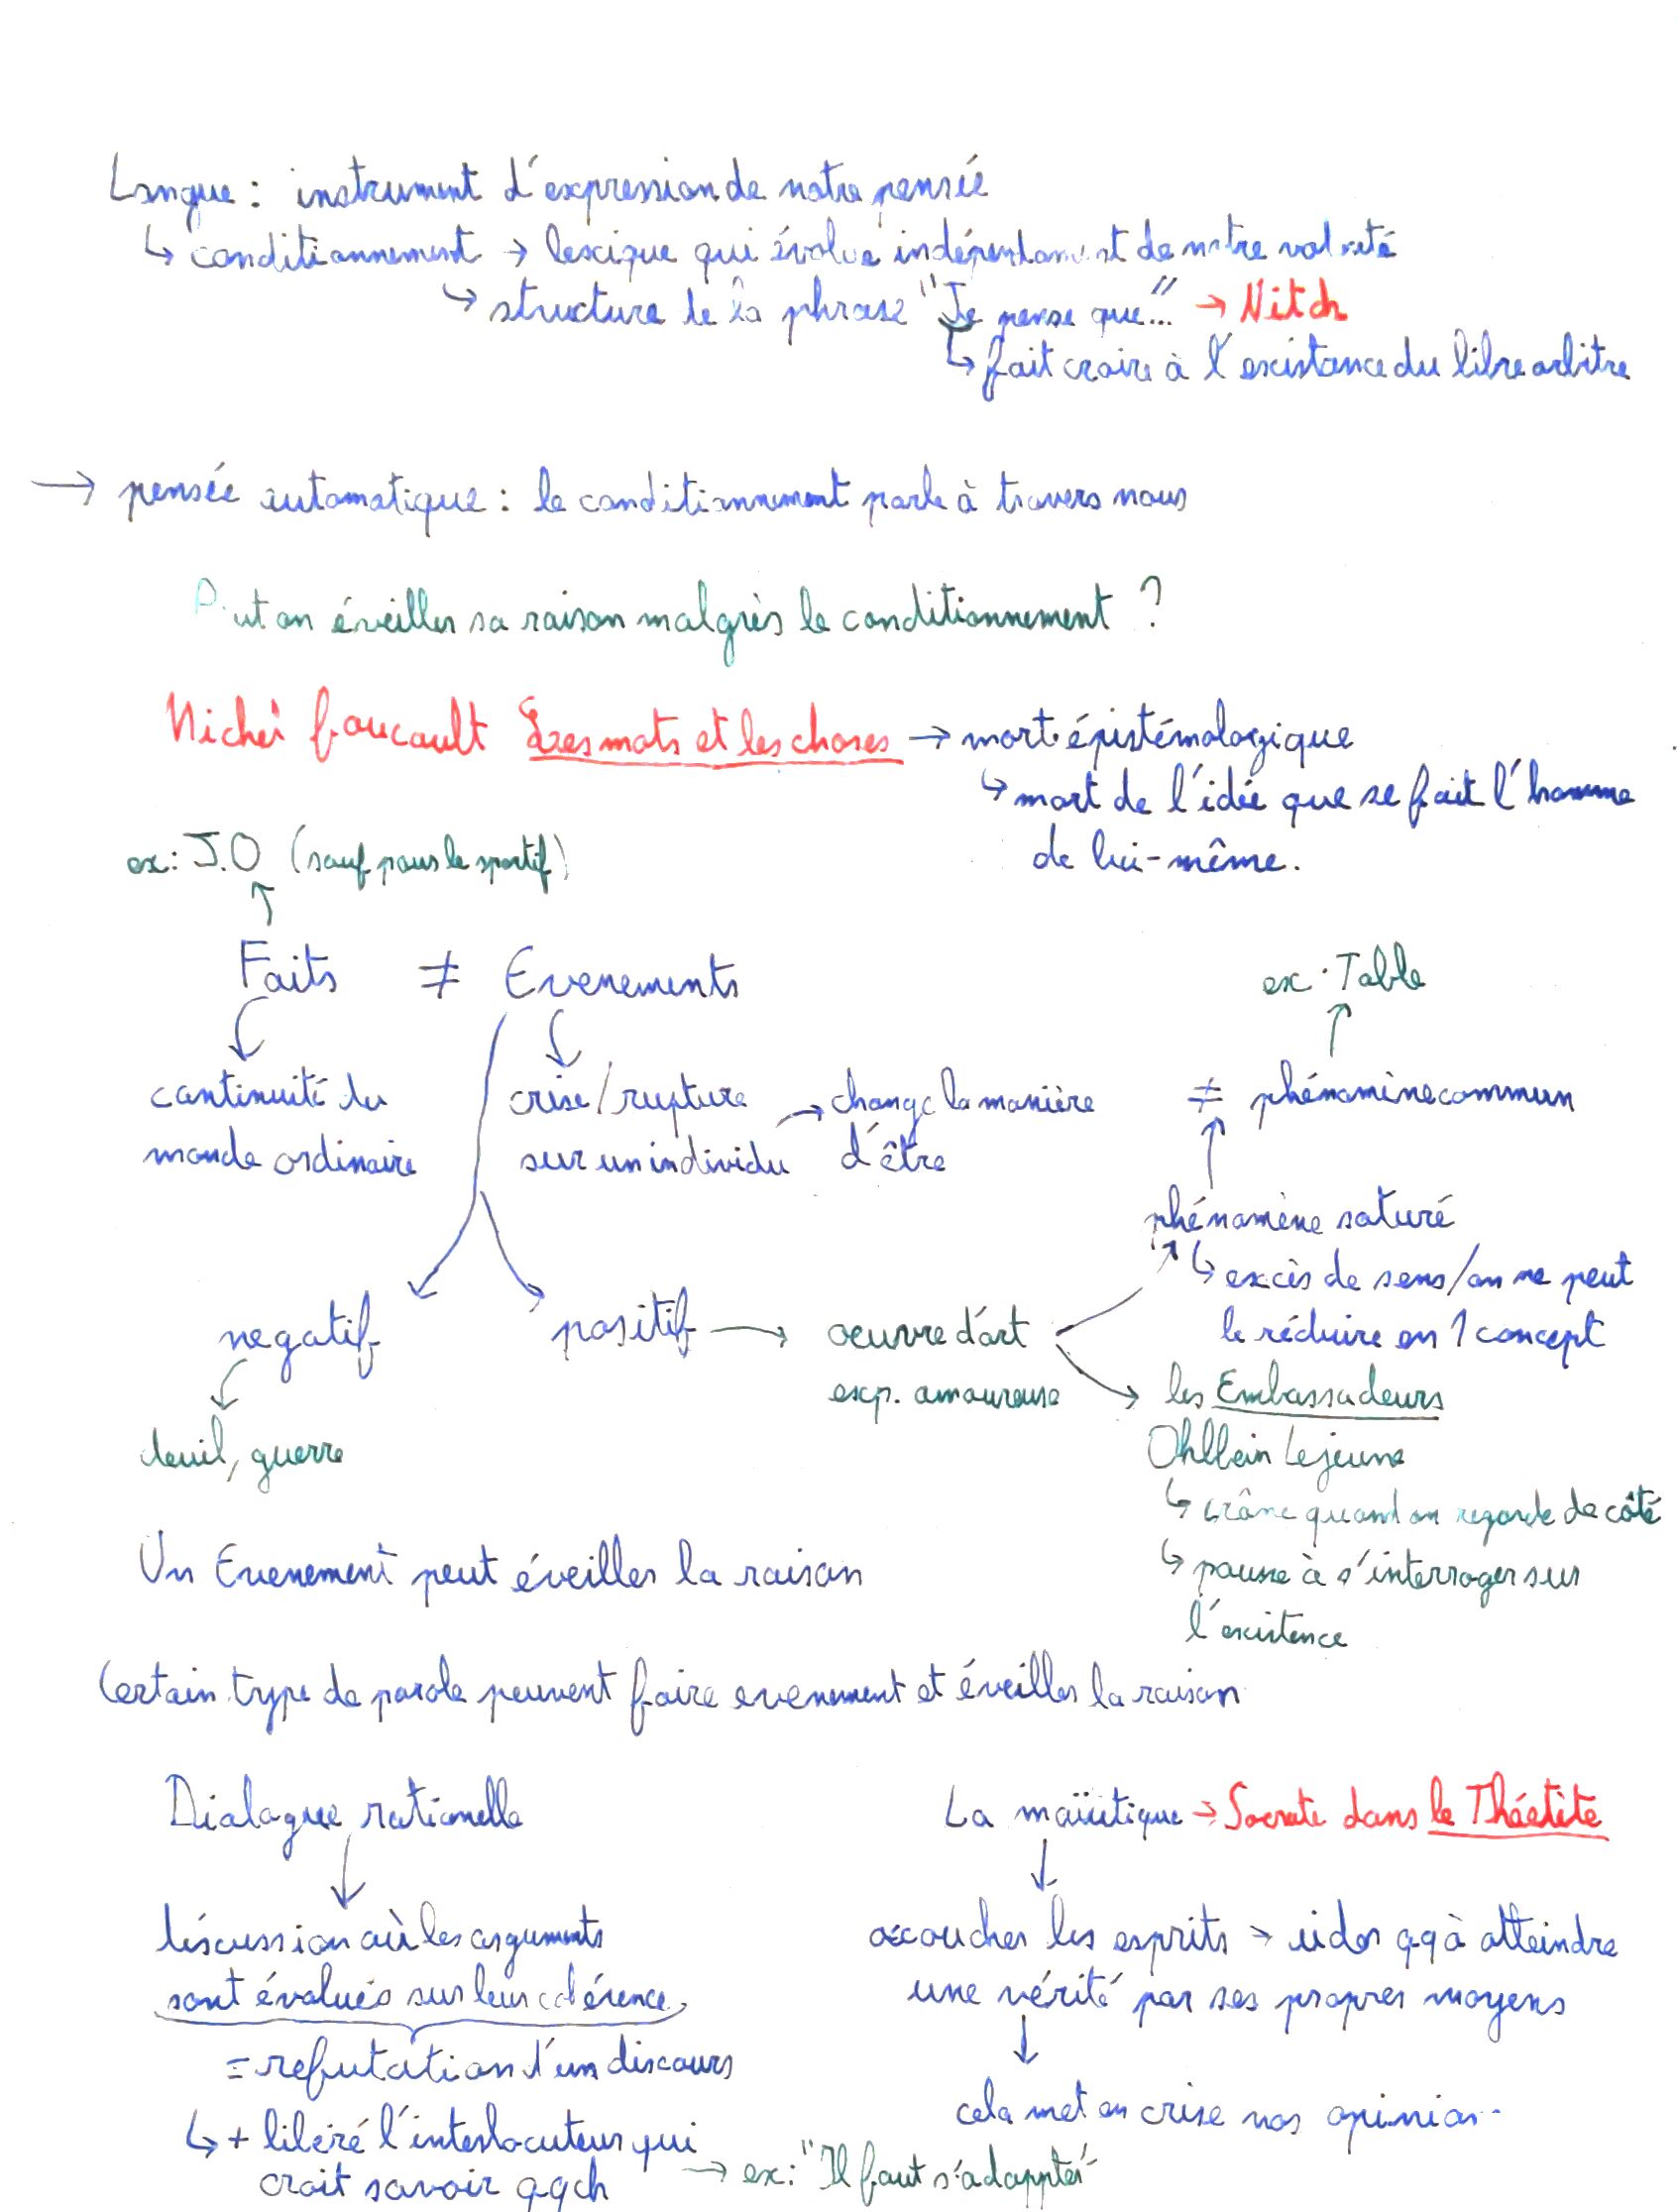 Langue : instrument d'expression de notre pensée
↳ conditionnement → lexique qui évolue indépendament de notre volonté
↳ structure de la phrase "Je pense que..." → Nitch
↳ fait croire à l'existance du libre arbitre
→ pensée automatique : le conditionnement parle à travers nous
Peut on éveiller sa raison malgrès le conditionnement ?
Michel foucault Les mots et les choses → mort épistémologique
↳ mort de l'idée que se fait l'homme
de lui-même.
ex : J.O (sauf pour le sportif)
Faits ≠ Evenements
ex : Table
continuité du
monde ordinaire
crise / rupture
sur un individu
→ change la manière
d'être
≠ phénomène commun
phénomène saturé
↳ excès de sens / on ne peut
le réduire en 1 concept
negatif
positif → oeuvre d'art
exp. amoureuse
→ les Embassadeurs
Ohlbein Lejeune
↳ crâne quand on regarde de côté
↳ pousse à s'interroger sur
l'existence
deuil, guerre
Un Evenement peut éveiller la raison
Certain type de parole peuvent faire evenement et éveiller la raison
Dialogue rationelle
discussion où les arguments
sont évalués sur leur cohérence
= refutation d'un discours
↳ + libéré l'interlocuteur qui
croit savoir qqch
→ ex : "Il faut s'adappter"
La maïeutique → Socrate dans le Théétète
accoucher les esprits → aider qq à atteindre
une vérité par ses propres moyens
cela met en crise nos opinion